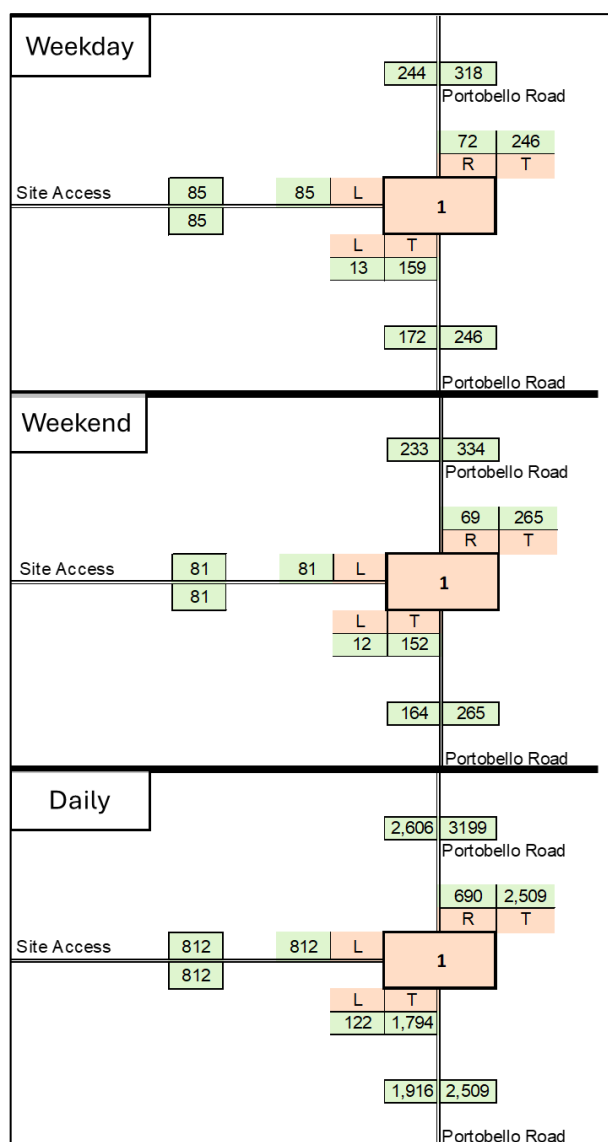 Weekday
244 318
Portobello Road
72 246
R T
Site Access 85 85 L
1
85
L T
13 159
172 246
Portobello Road
Weekend
233 334
Portobello Road
69 265
R T
Site Access 81 81 L
1
81
L T
12 152
164 265
Portobello Road
Daily
2,606 3199
Portobello Road
690 2,509
R T
Site Access 812 812 L
1
812
L T
122 1,794
1,916 2,509
Portobello Road